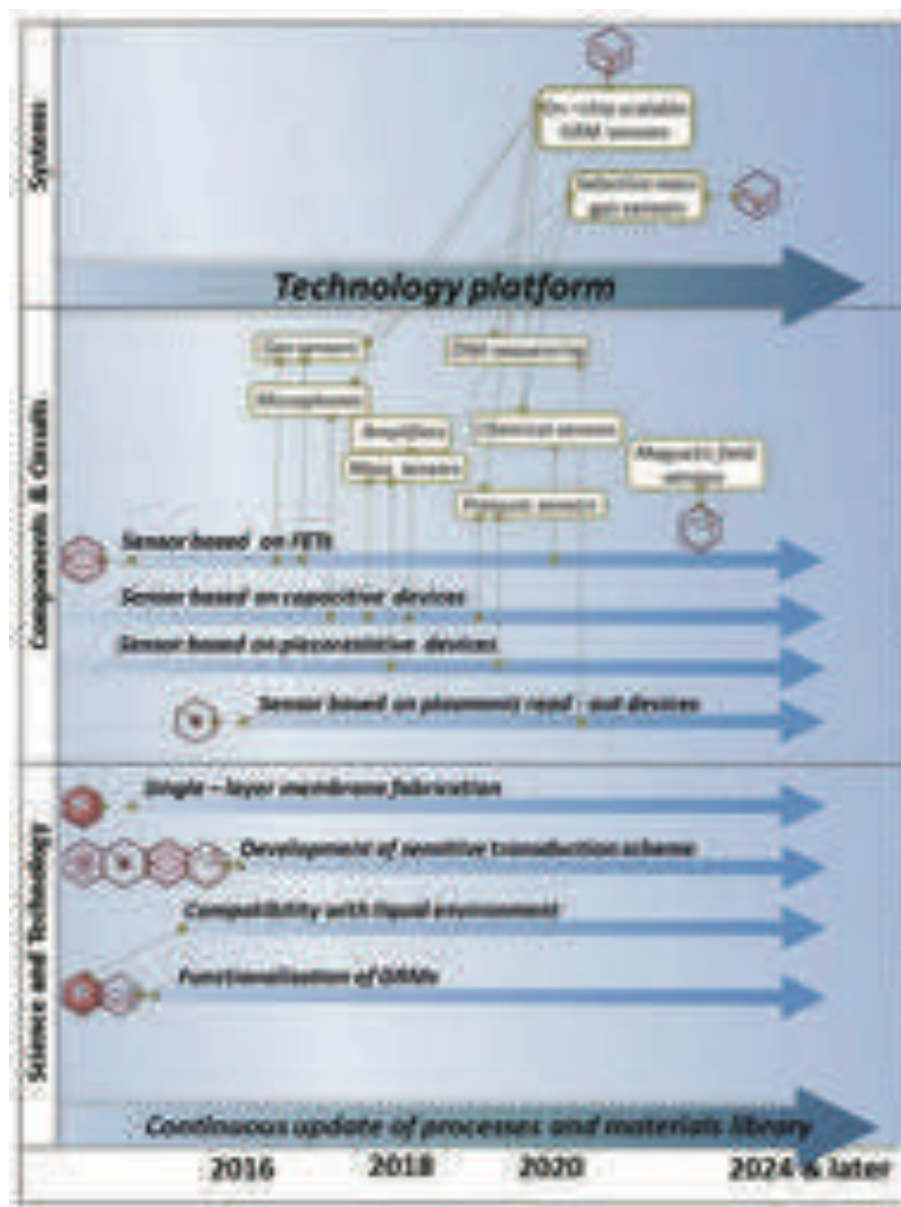 Systems
On-chip scalable
GRM sensors
Selective mass
gas sensors
Technology platform
Components & Circuits
Gas sensors
DNA sequencing
Microphones
Amplifiers
Chemical sensors
Mass sensors
Magnetic field
sensors
Pressure sensors
Sensor based on FETs
Sensor based on capacitive devices
Sensor based on piezoresistive devices
Sensor based on plasmonic read-out devices
Science and Technology
Single-layer membrane fabrication
Development of sensitive transduction scheme
Compatibility with liquid environment
Functionalization of GRMs
Continuous update of processes and materials library
2016
2018
2020
2024 & later